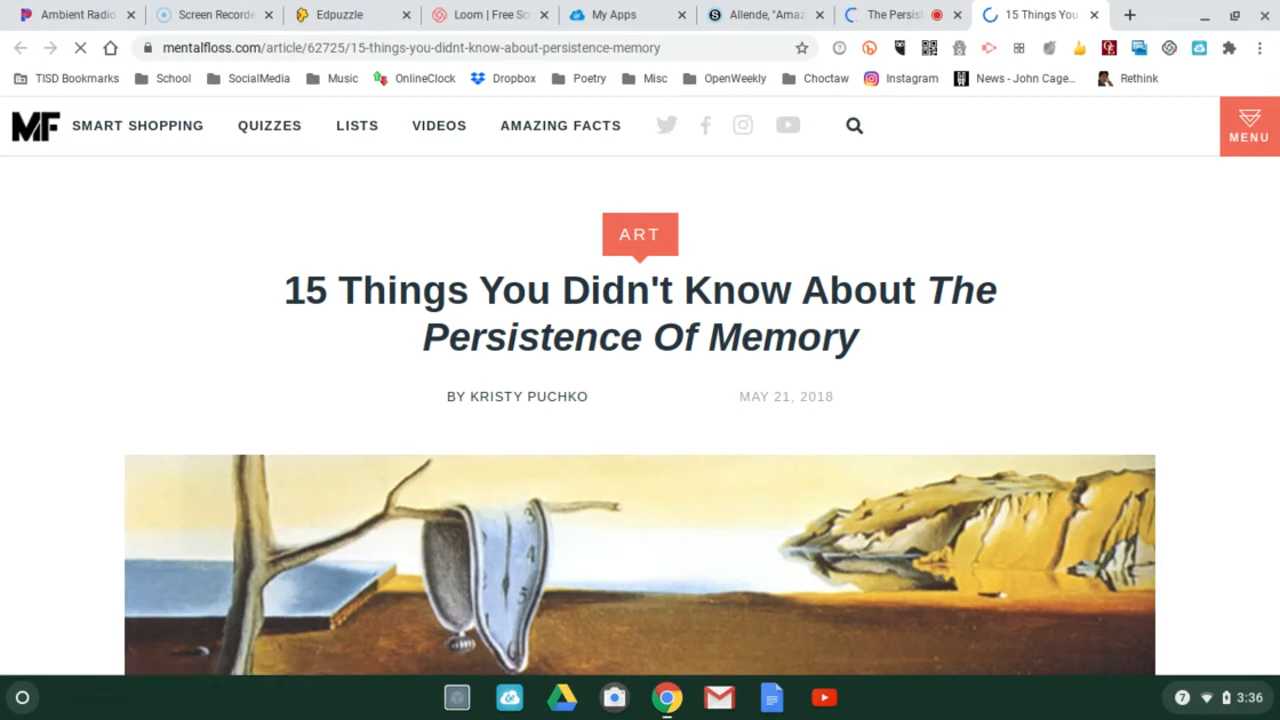 Ambient Radio
Screen Recorde
Edpuzzle
Loom | Free Sc
My Apps
Allende, "Amaz
The Persis
15 Things You
mentalfloss.com/article/62725/15-things-you-didnt-know-about-persistence-memory
TISD Bookmarks
School
SocialMedia
Music
OnlineClock
Dropbox
Poetry
Misc
OpenWeekly
Choctaw
Instagram
News - John Cage...
Rethink
MF
SMART SHOPPING
QUIZZES
LISTS
VIDEOS
AMAZING FACTS
MENU
ART
15 Things You Didn't Know About The
Persistence Of Memory
BY KRISTY PUCHKO
MAY 21, 2018
7
3:36